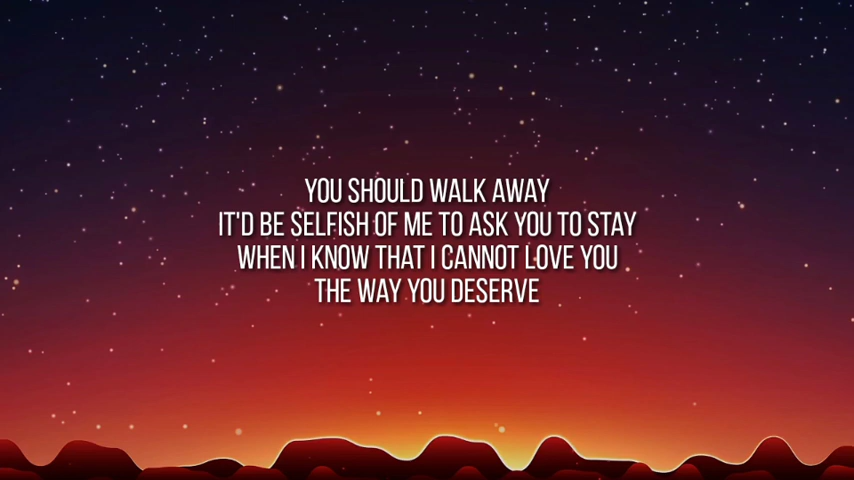 YOU SHOULD WALK AWAY
IT'D BE SELFISH OF ME TO ASK YOU TO STAY
WHEN I KNOW THAT I CANNOT LOVE YOU
THE WAY YOU DESERVE